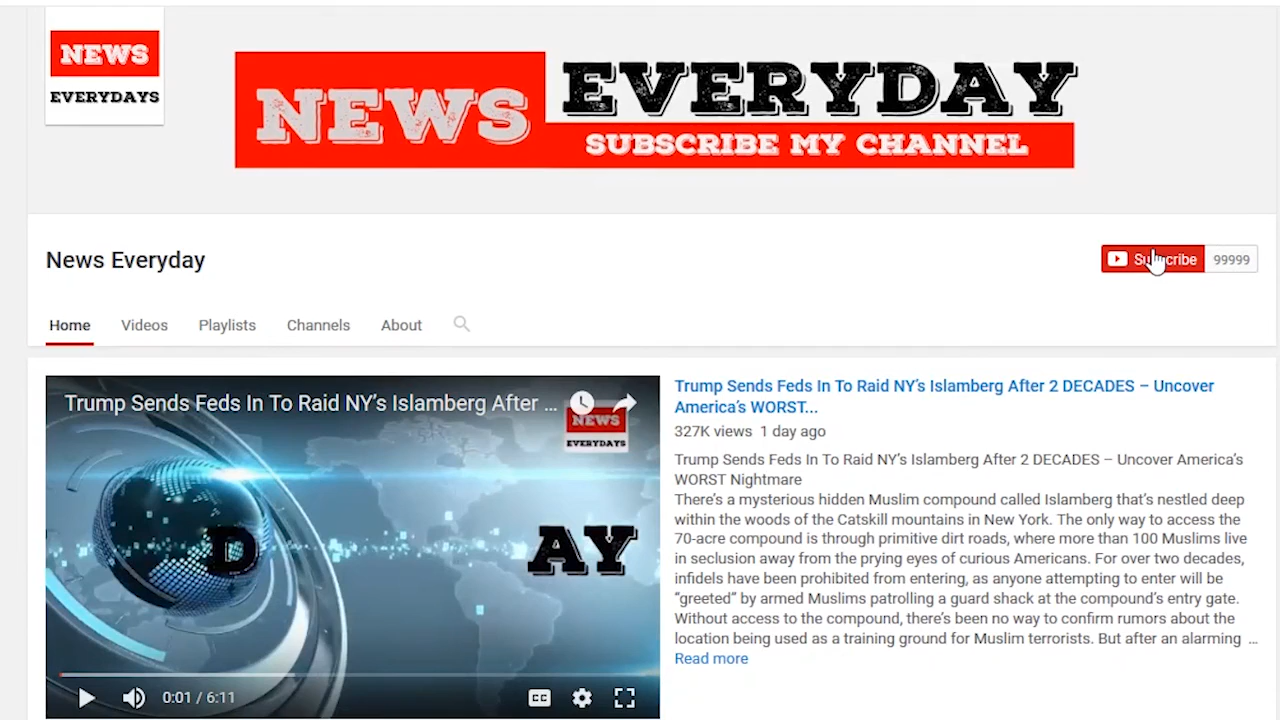 NEWS
EVERYDAYS
NEWS
EVERYDAY
SUBSCRIBE MY CHANNEL
News Everyday
Subscribe 99999
Home Videos Playlists Channels About
Trump Sends Feds In To Raid NY’s Islamberg After ...
NEWS
EVERYDAYS
D AY
0:01 / 6:11
CC
Trump Sends Feds In To Raid NY’s Islamberg After 2 DECADES – Uncover
America’s WORST...
327K views 1 day ago
Trump Sends Feds In To Raid NY’s Islamberg After 2 DECADES – Uncover America’s
WORST Nightmare
There’s a mysterious hidden Muslim compound called Islamberg that’s nestled deep
within the woods of the Catskill mountains in New York. The only way to access the
70-acre compound is through primitive dirt roads, where more than 100 Muslims live
in seclusion away from the prying eyes of curious Americans. For over two decades,
infidels have been prohibited from entering, as anyone attempting to enter will be
“greeted” by armed Muslims patrolling a guard shack at the compound’s entry gate.
Without access to the compound, there’s been no way to confirm rumors about the
location being used as a training ground for Muslim terrorists. But after an alarming ...
Read more